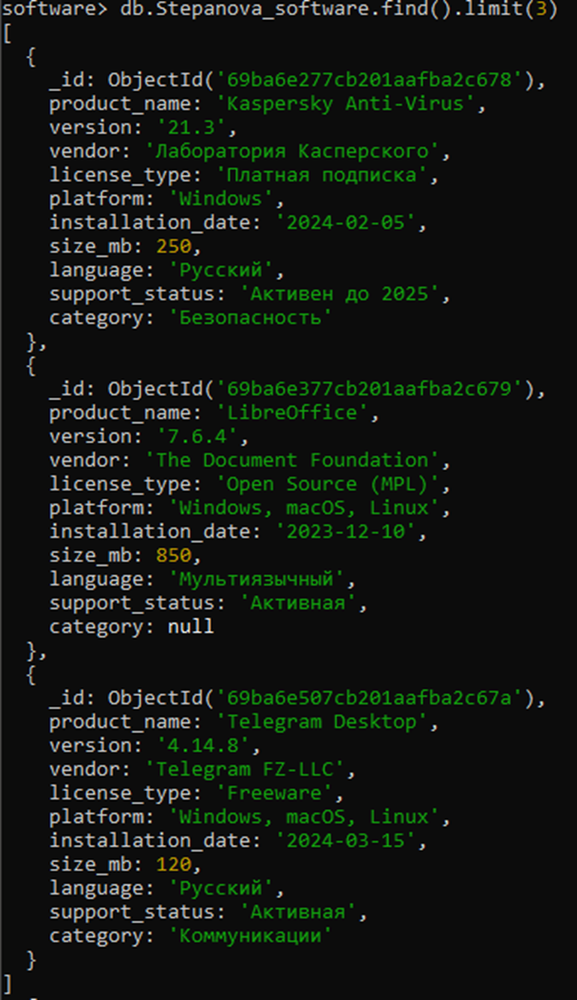 software> db.Stepanova_software.find().limit(3)
[
  {
    _id: ObjectId('69ba6e277cb201aafba2c678'),
    product_name: 'Kaspersky Anti-Virus',
    version: '21.3',
    vendor: 'Лаборатория Касперского',
    license_type: 'Платная подписка',
    platform: 'Windows',
    installation_date: '2024-02-05',
    size_mb: 250,
    language: 'Русский',
    support_status: 'Активен до 2025',
    category: 'Безопасность'
  },
  {
    _id: ObjectId('69ba6e377cb201aafba2c679'),
    product_name: 'LibreOffice',
    version: '7.6.4',
    vendor: 'The Document Foundation',
    license_type: 'Open Source (MPL)',
    platform: 'Windows, macOS, Linux',
    installation_date: '2023-12-10',
    size_mb: 850,
    language: 'Мультиязычный',
    support_status: 'Активная',
    category: null
  },
  {
    _id: ObjectId('69ba6e507cb201aafba2c67a'),
    product_name: 'Telegram Desktop',
    version: '4.14.8',
    vendor: 'Telegram FZ-LLC',
    license_type: 'Freeware',
    platform: 'Windows, macOS, Linux',
    installation_date: '2024-03-15',
    size_mb: 120,
    language: 'Русский',
    support_status: 'Активная',
    category: 'Коммуникации'
  }
]